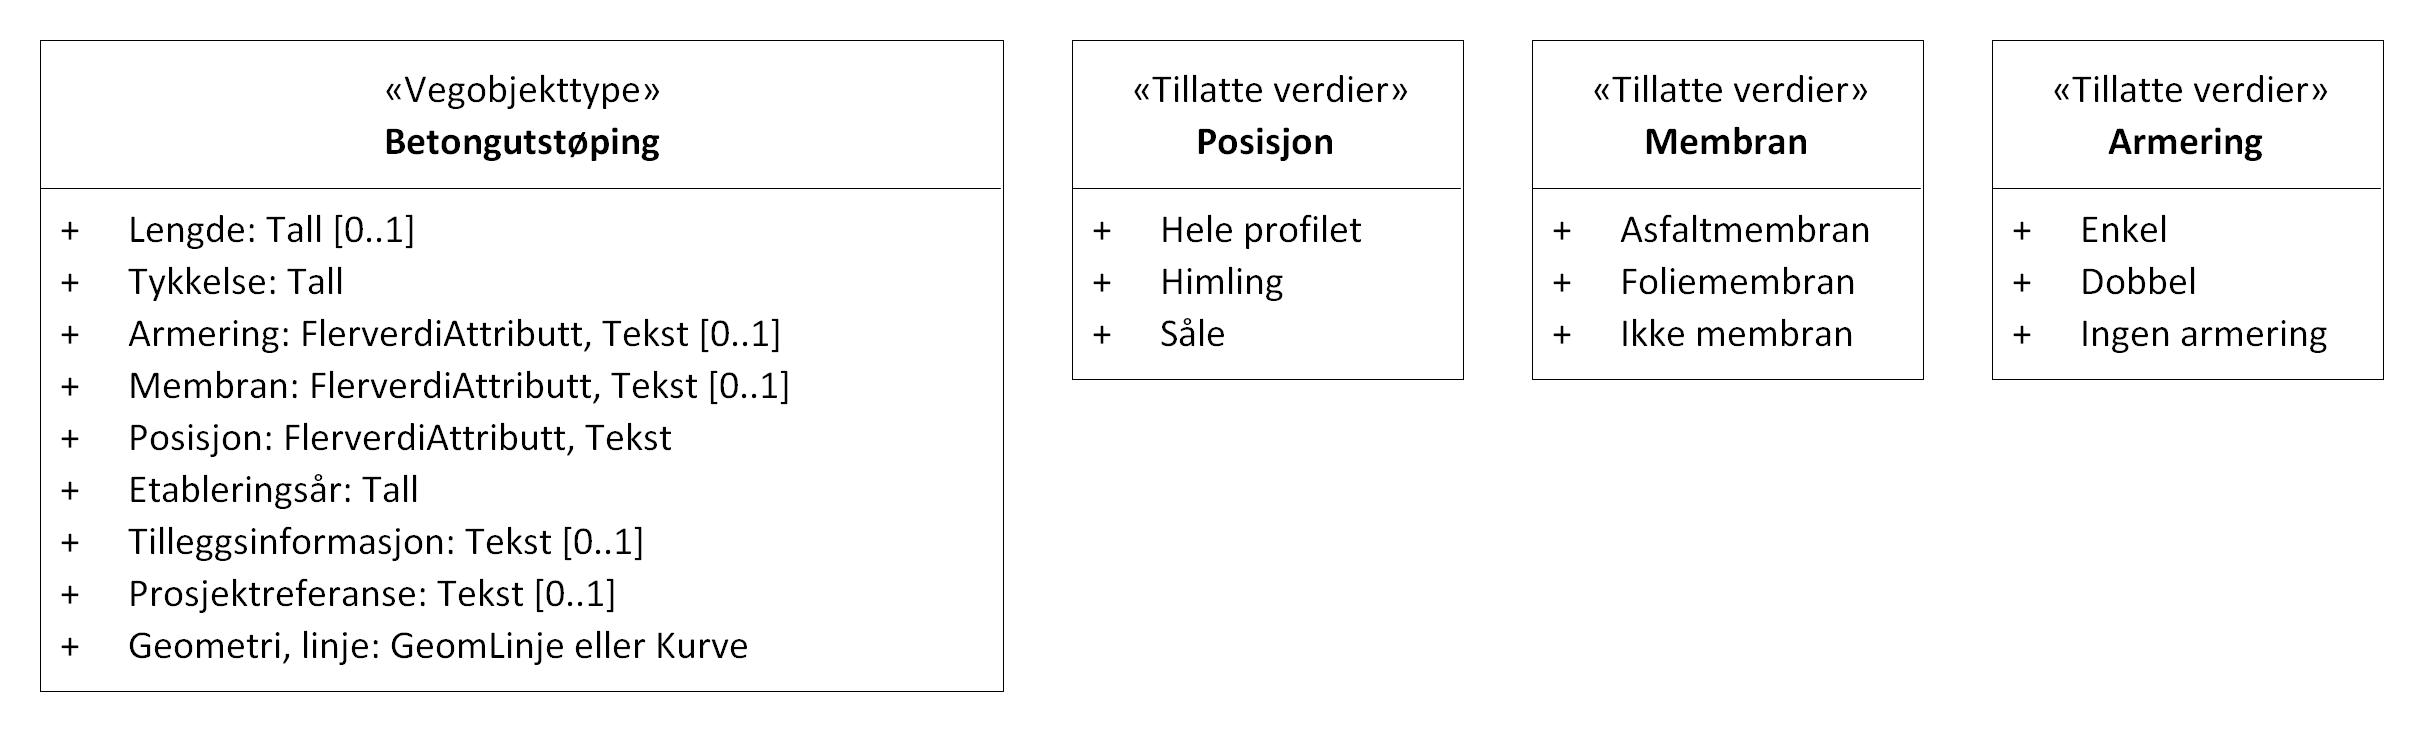 «Vegobjekttype»
Betongutstøping
+ Lengde: Tall [0..1]
+ Tykkelse: Tall
+ Armering: FlerverdiAttributt, Tekst [0..1]
+ Membran: FlerverdiAttributt, Tekst [0..1]
+ Posisjon: FlerverdiAttributt, Tekst
+ Etableringsår: Tall
+ Tilleggsinformasjon: Tekst [0..1]
+ Prosjektreferanse: Tekst [0..1]
+ Geometri, linje: GeomLinje eller Kurve
«Tillatte verdier»
Posisjon
+ Hele profilet
+ Himling
+ Såle
«Tillatte verdier»
Membran
+ Asfaltmembran
+ Foliemembran
+ Ikke membran
«Tillatte verdier»
Armering
+ Enkel
+ Dobbel
+ Ingen armering